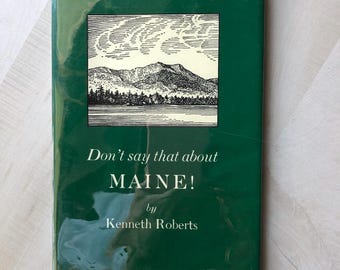 Don't say that about
MAINE!
by
Kenneth Roberts